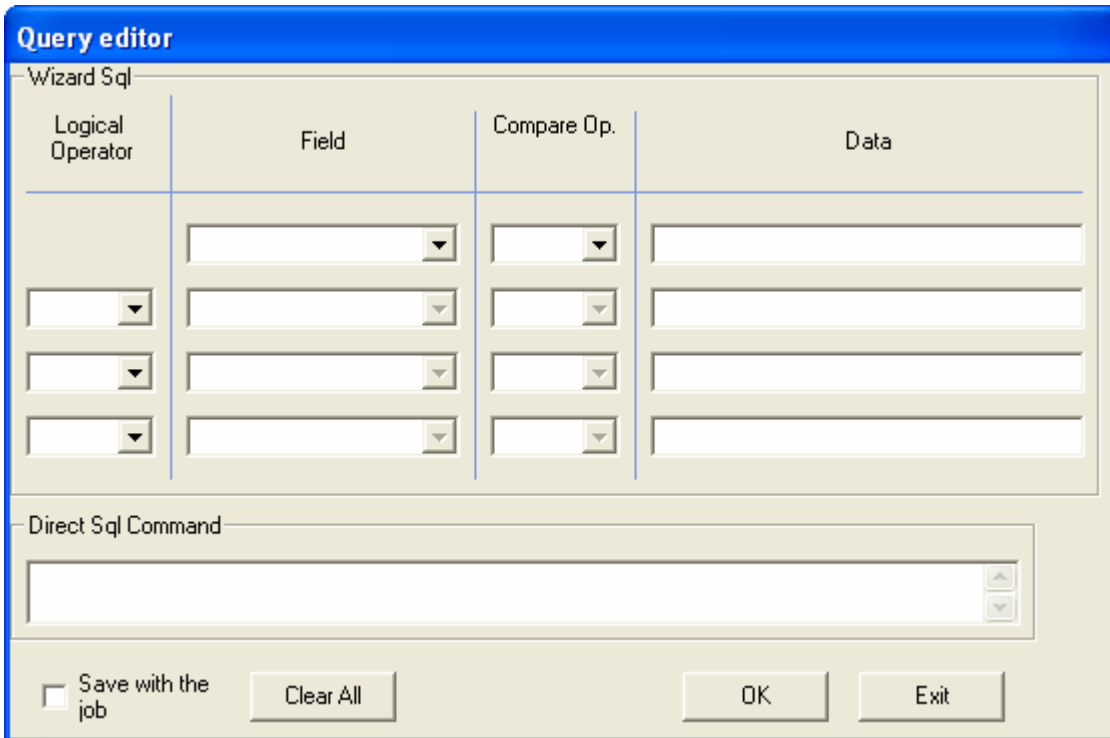 Query editor
Wizard Sql
Logical
Operator
Field
Compare Op.
Data
Direct Sql Command
Save with the
job
Clear All
OK
Exit